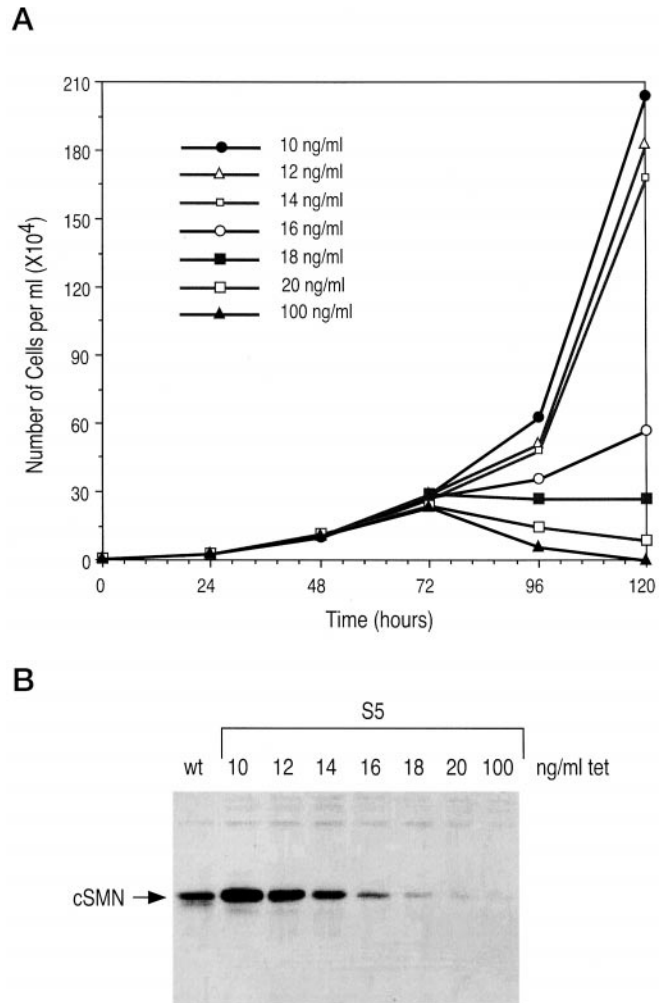 A
210
180
150
120
90
60
30
0
Number of Cells per ml (X10⁴)
10 ng/ml
12 ng/ml
14 ng/ml
16 ng/ml
18 ng/ml
20 ng/ml
100 ng/ml
0 24 48 72 96 120
Time (hours)
B
S5
wt 10 12 14 16 18 20 100 ng/ml tet
cSMN